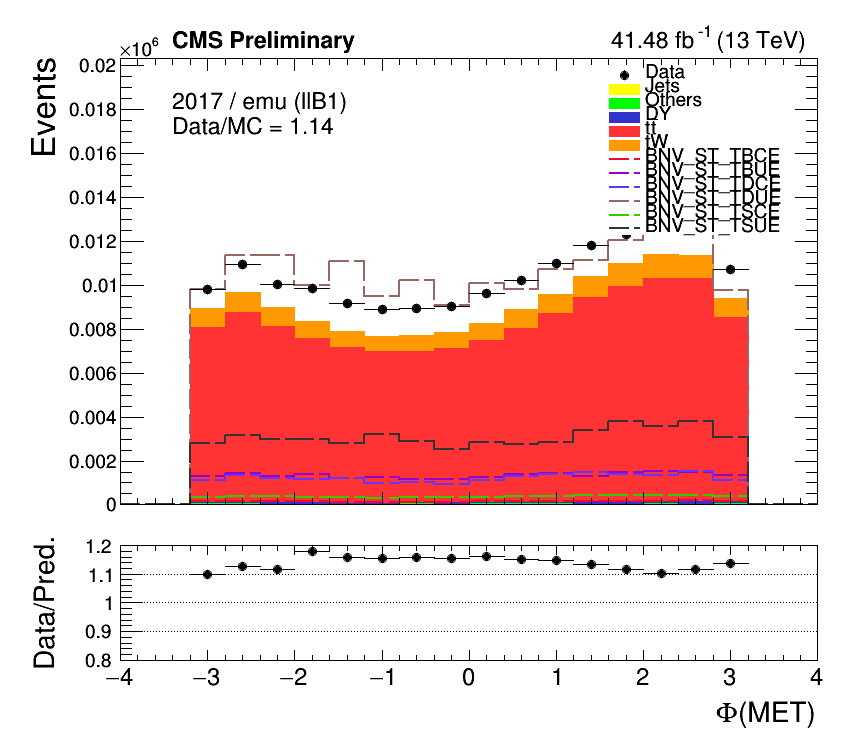 ×10⁶ CMS Preliminary 41.48 fb⁻¹ (13 TeV)
Events
2017 / emu (llB1)
Data/MC = 1.14
Data
Jets
Others
DY
tt
tW
BNV_ST_TBCE
BNV_ST_TBUE
BNV_ST_TDCE
BNV_ST_TDUE
BNV_ST_TSCE
BNV_ST_TSUE
0.02
0.018
0.016
0.014
0.012
0.01
0.008
0.006
0.004
0.002
0
Data/Pred.
1.2
1.1
1
0.9
0.8
−4 −3 −2 −1 0 1 2 3 4
Φ(MET)